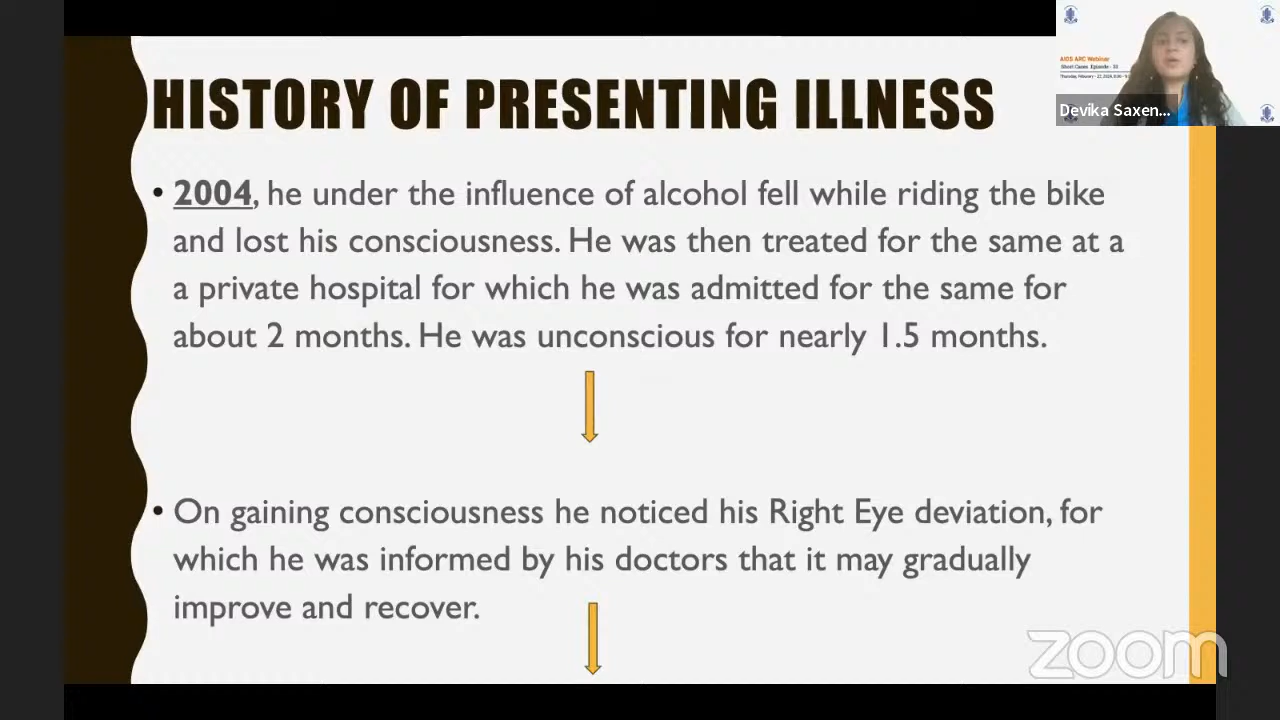 HISTORY OF PRESENTING ILLNESS
AIOS ARC Webinar
Devika Saxen...
• 2004, he under the influence of alcohol fell while riding the bike
and lost his consciousness. He was then treated for the same at a
a private hospital for which he was admitted for the same for
about 2 months. He was unconscious for nearly 1.5 months.
• On gaining consciousness he noticed his Right Eye deviation, for
which he was informed by his doctors that it may gradually
improve and recover.
zoom